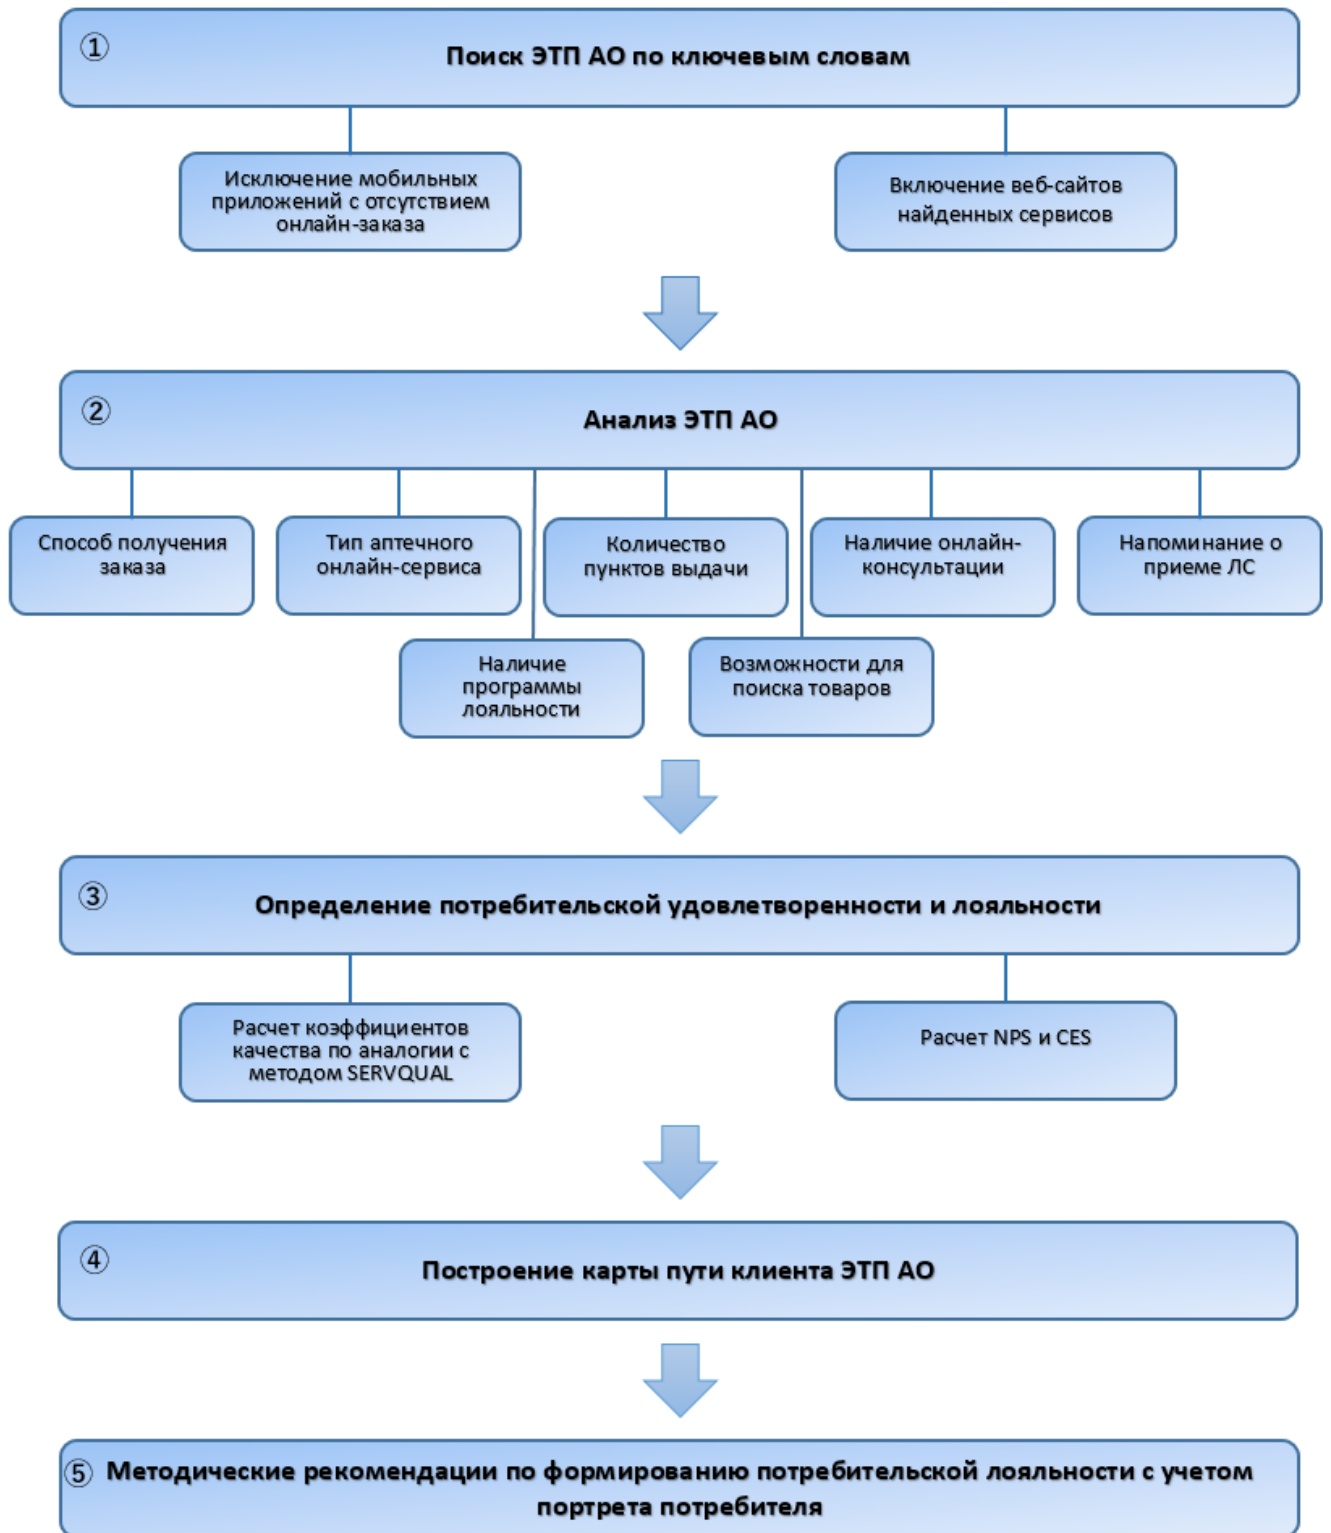 ①
Поиск ЭТП АО по ключевым словам
Исключение мобильных
приложений с отсутствием
онлайн-заказа
Включение веб-сайтов
найденных сервисов
②
Анализ ЭТП АО
Способ получения
заказа
Тип аптечного
онлайн-сервиса
Количество
пунктов выдачи
Наличие онлайн-
консультации
Напоминание о
приеме ЛС
Наличие
программы
лояльности
Возможности для
поиска товаров
③
Определение потребительской удовлетворенности и лояльности
Расчет коэффициентов
качества по аналогии с
методом SERVQUAL
Расчет NPS и CES
④
Построение карты пути клиента ЭТП АО
⑤ Методические рекомендации по формированию потребительской лояльности с учетом
портрета потребителя